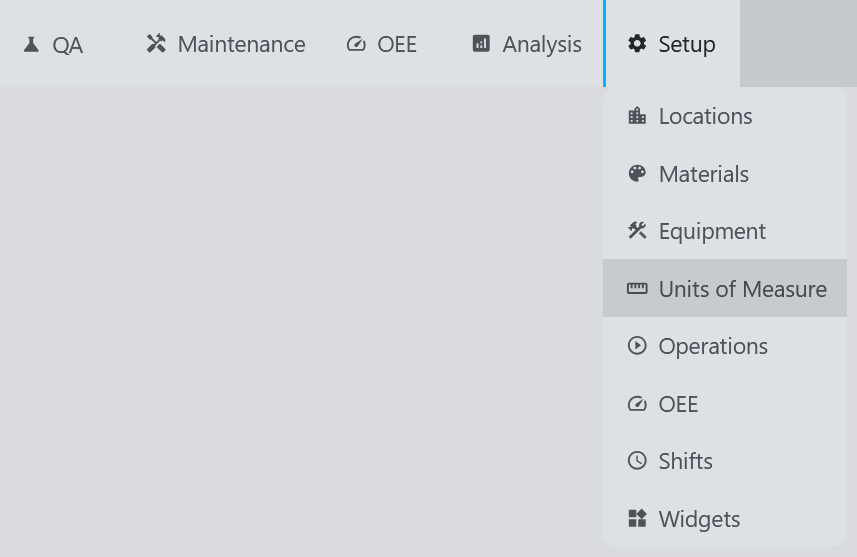 QA Maintenance OEE Analysis Setup
Locations
Materials
Equipment
Units of Measure
Operations
OEE
Shifts
Widgets